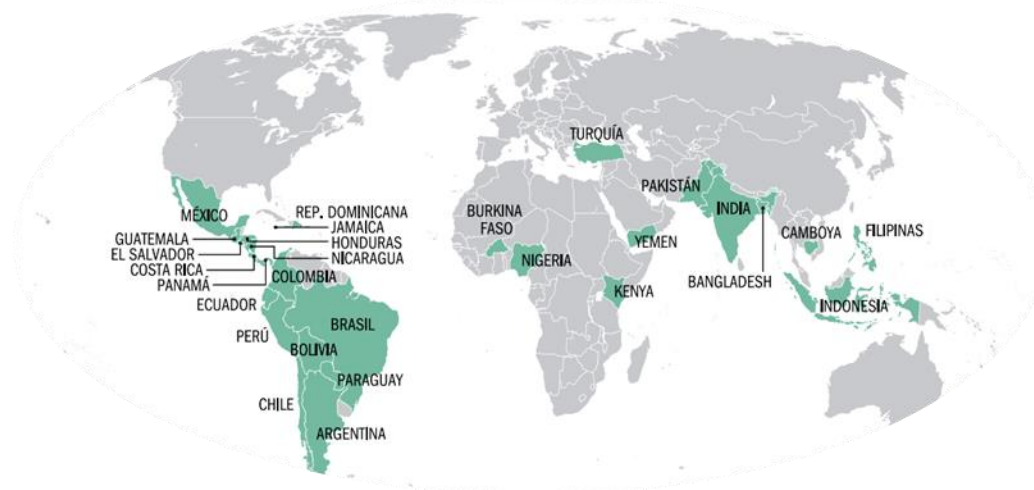 TURQUÍA
PAKISTÁN
INDIA
MÉXICO
REP. DOMINICANA
JAMAICA
BURKINA
FASO
GUATEMALA
HONDURAS
EL SALVADOR
NICARAGUA
COSTA RICA
PANAMÁ
COLOMBIA
NIGERIA
YEMEN
CAMBOYA
FILIPINAS
BANGLADESH
KENYA
ECUADOR
INDONESIA
BRASIL
PERÚ
BOLIVIA
PARAGUAY
CHILE
ARGENTINA